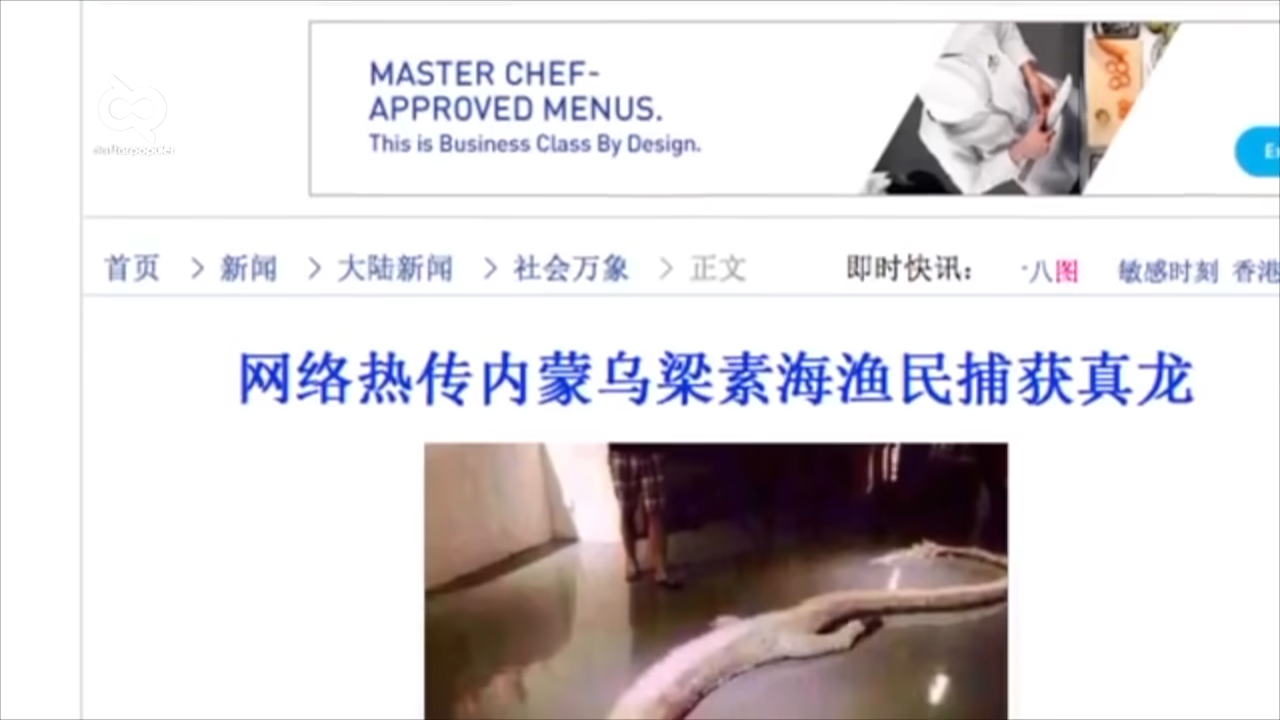 MASTER CHEF-
APPROVED MENUS.
This is Business Class By Design.
首页 > 新闻 > 大陆新闻 > 社会万象 > 正文 即时快讯： 八图 敏感时刻 香港
网络热传内蒙乌梁素海渔民捕获真龙